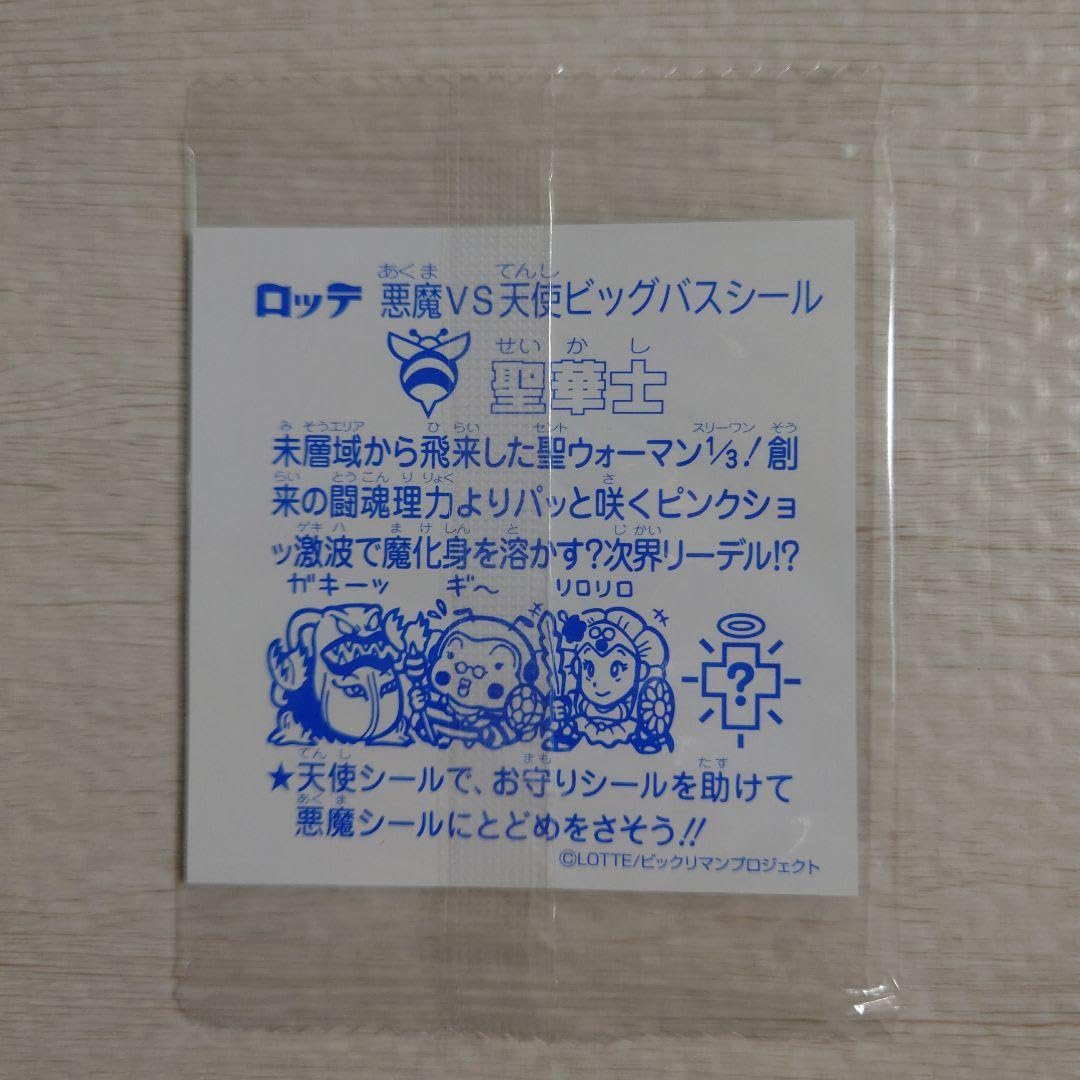 あくま てんし
ロッテ 悪魔VS天使ビッグバスシール
せいかし
聖華士
みそうエリア ひらい セント スリーワン そう
未層域から飛来した聖ウォーマン1/3!創
らい とうこんりりょく さ
来の闘魂理力よりパッと咲くピンクショ
ゲキハ まけしん と じかい
ッ激波で魔化身を溶かす?次界リーデル!?
ガキーッ ギ〜 リロリロ
?
てんし まも たす
★天使シールで、お守りシールを助けて
あくま
悪魔シールにとどめをさそう!!
©LOTTE/ビックリマンプロジェクト